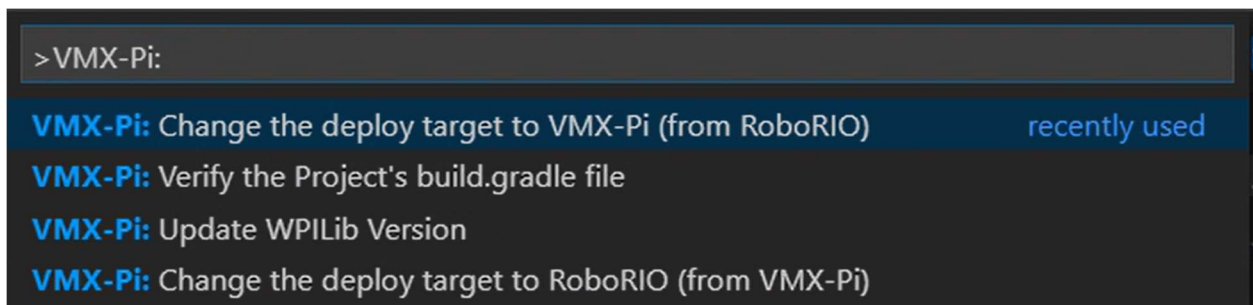 >VMX-Pi:
VMX-Pi: Change the deploy target to VMX-Pi (from RoboRIO) recently used
VMX-Pi: Verify the Project's build.gradle file
VMX-Pi: Update WPILib Version
VMX-Pi: Change the deploy target to RoboRIO (from VMX-Pi)